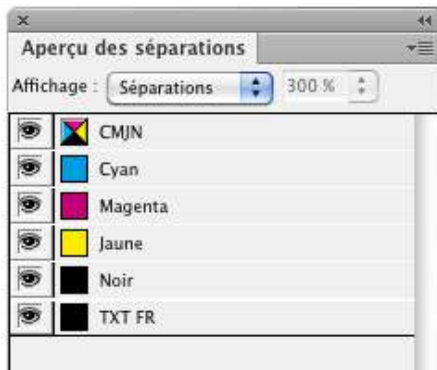 Aperçu des séparations
Affichage : Séparations 300 %
CMJN
Cyan
Magenta
Jaune
Noir
TXT FR